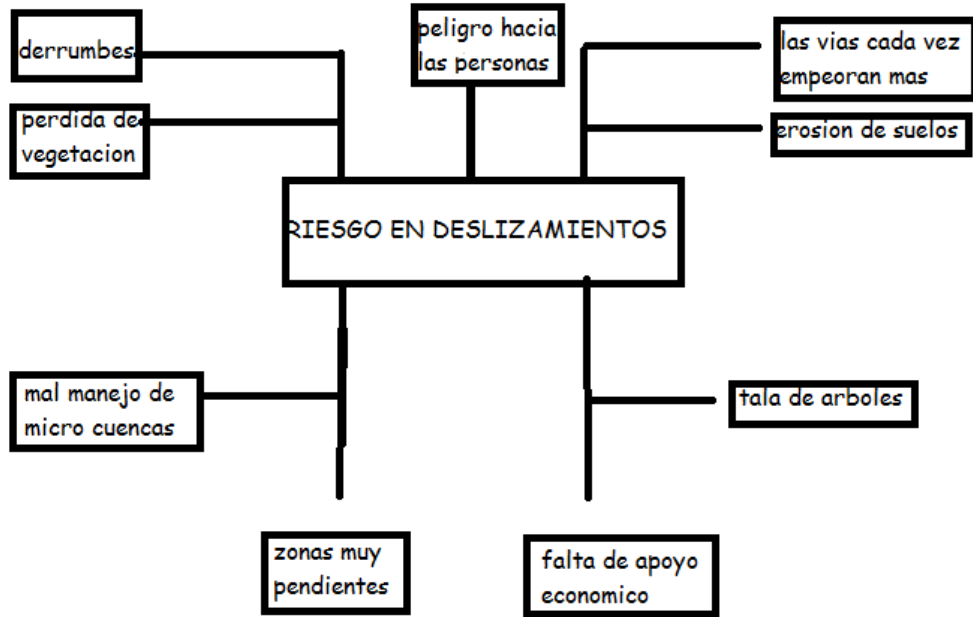 derrumbes
peligro hacia
las personas
las vias cada vez
empeoran mas
perdida de
vegetacion
erosion de suelos
RIESGO EN DESLIZAMIENTOS
mal manejo de
micro cuencas
tala de arboles
zonas muy
pendientes
falta de apoyo
economico